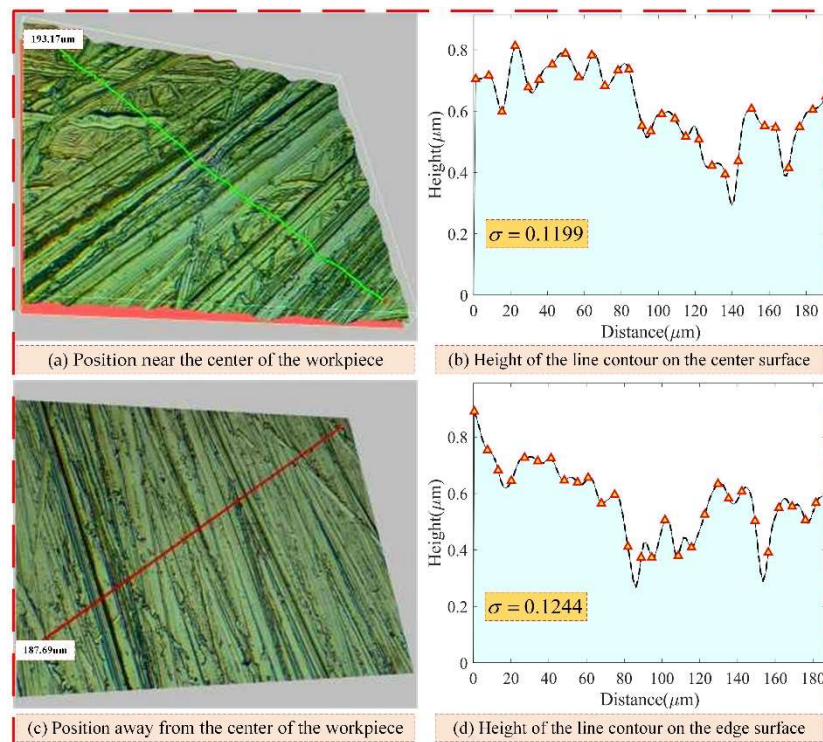 193.17um
0.8
0.6
0.4
0.2
0
Height(μm)
σ = 0.1199
0 20 40 60 80 100 120 140 160 180
Distance(μm)
(a) Position near the center of the workpiece
(b) Height of the line contour on the center surface
187.69um
0.8
0.6
0.4
0.2
0
Height(μm)
σ = 0.1244
0 20 40 60 80 100 120 140 160 180
Distance(μm)
(c) Position away from the center of the workpiece
(d) Height of the line contour on the edge surface